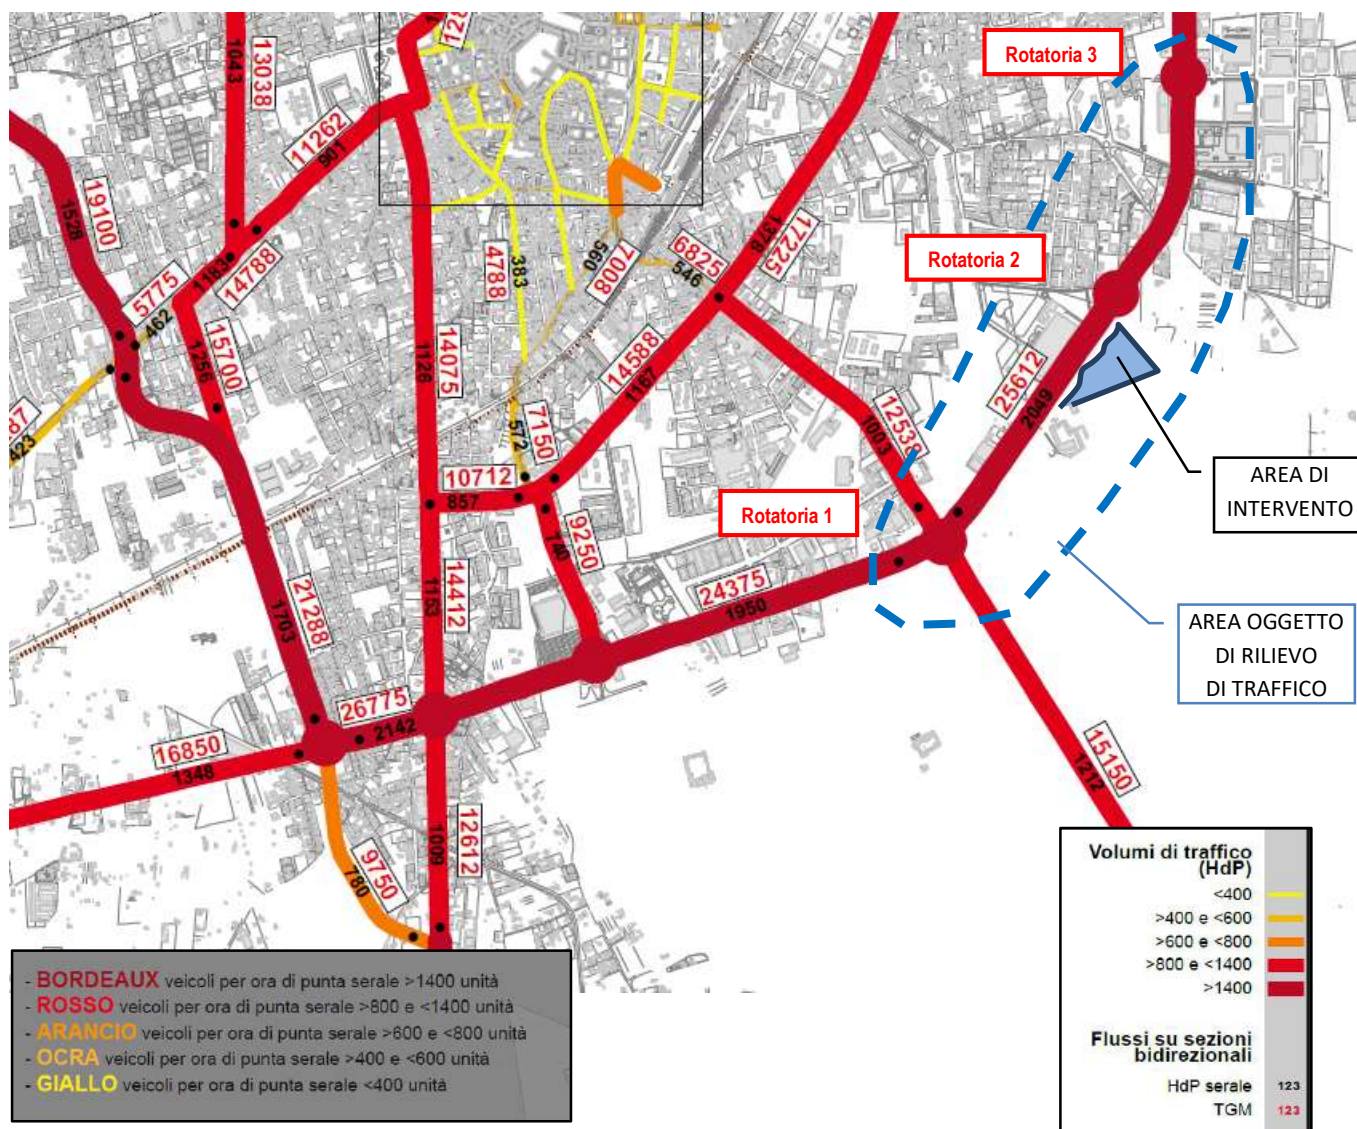 128
1043
13038
Rotatoria 3
11262
901
1528
19100
1378
17225
383
4788
560
7008
6825
546
Rotatoria 2
1183
14788
5775
462
1256
15700
1126
14075
14588
1167
25612
2049
12538
1003
87
423
572
7150
10712
857
AREA DI
INTERVENTO
Rotatoria 1
740
9250
1163
14412
24375
1950
1703
21288
AREA OGGETTO
DI RILIEVO
DI TRAFFICO
26775
2142
16850
1348
1212
15150
1009
12612
780
9750
Volumi di traffico
(HdP)
<400
>400 e <600
>600 e <800
>800 e <1400
>1400
Flussi su sezioni
bidirezionali
HdP serale 123
TGM 123
- BORDEAUX veicoli per ora di punta serale >1400 unità
- ROSSO veicoli per ora di punta serale >800 e <1400 unità
- ARANCIO veicoli per ora di punta serale >600 e <800 unità
- OCRA veicoli per ora di punta serale >400 e <600 unità
- GIALLO veicoli per ora di punta serale <400 unità